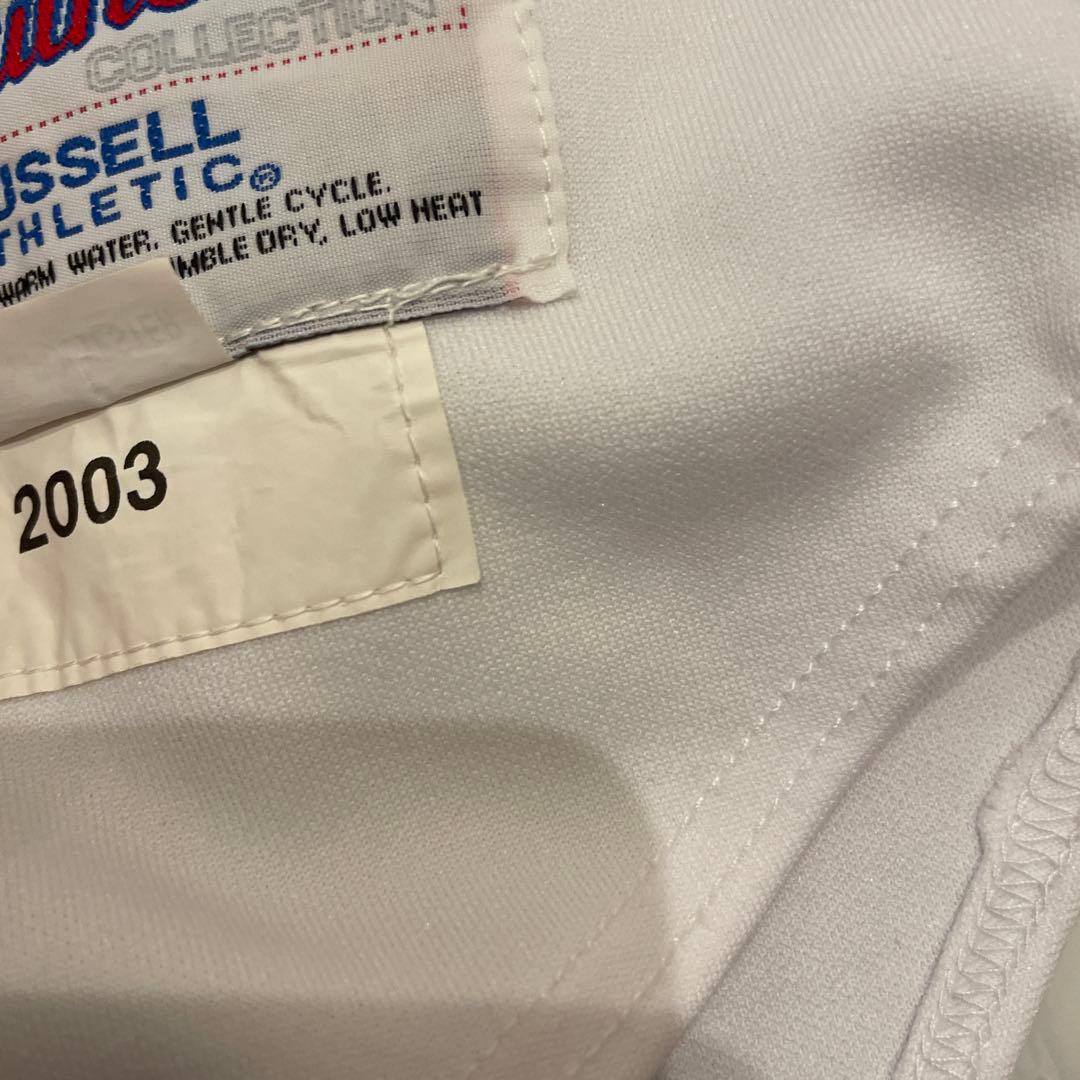 COLLECTION
USSELL
THLETIC®
WARM WATER. GENTLE CYCLE.
MBLE DRY, LOW HEAT
2003